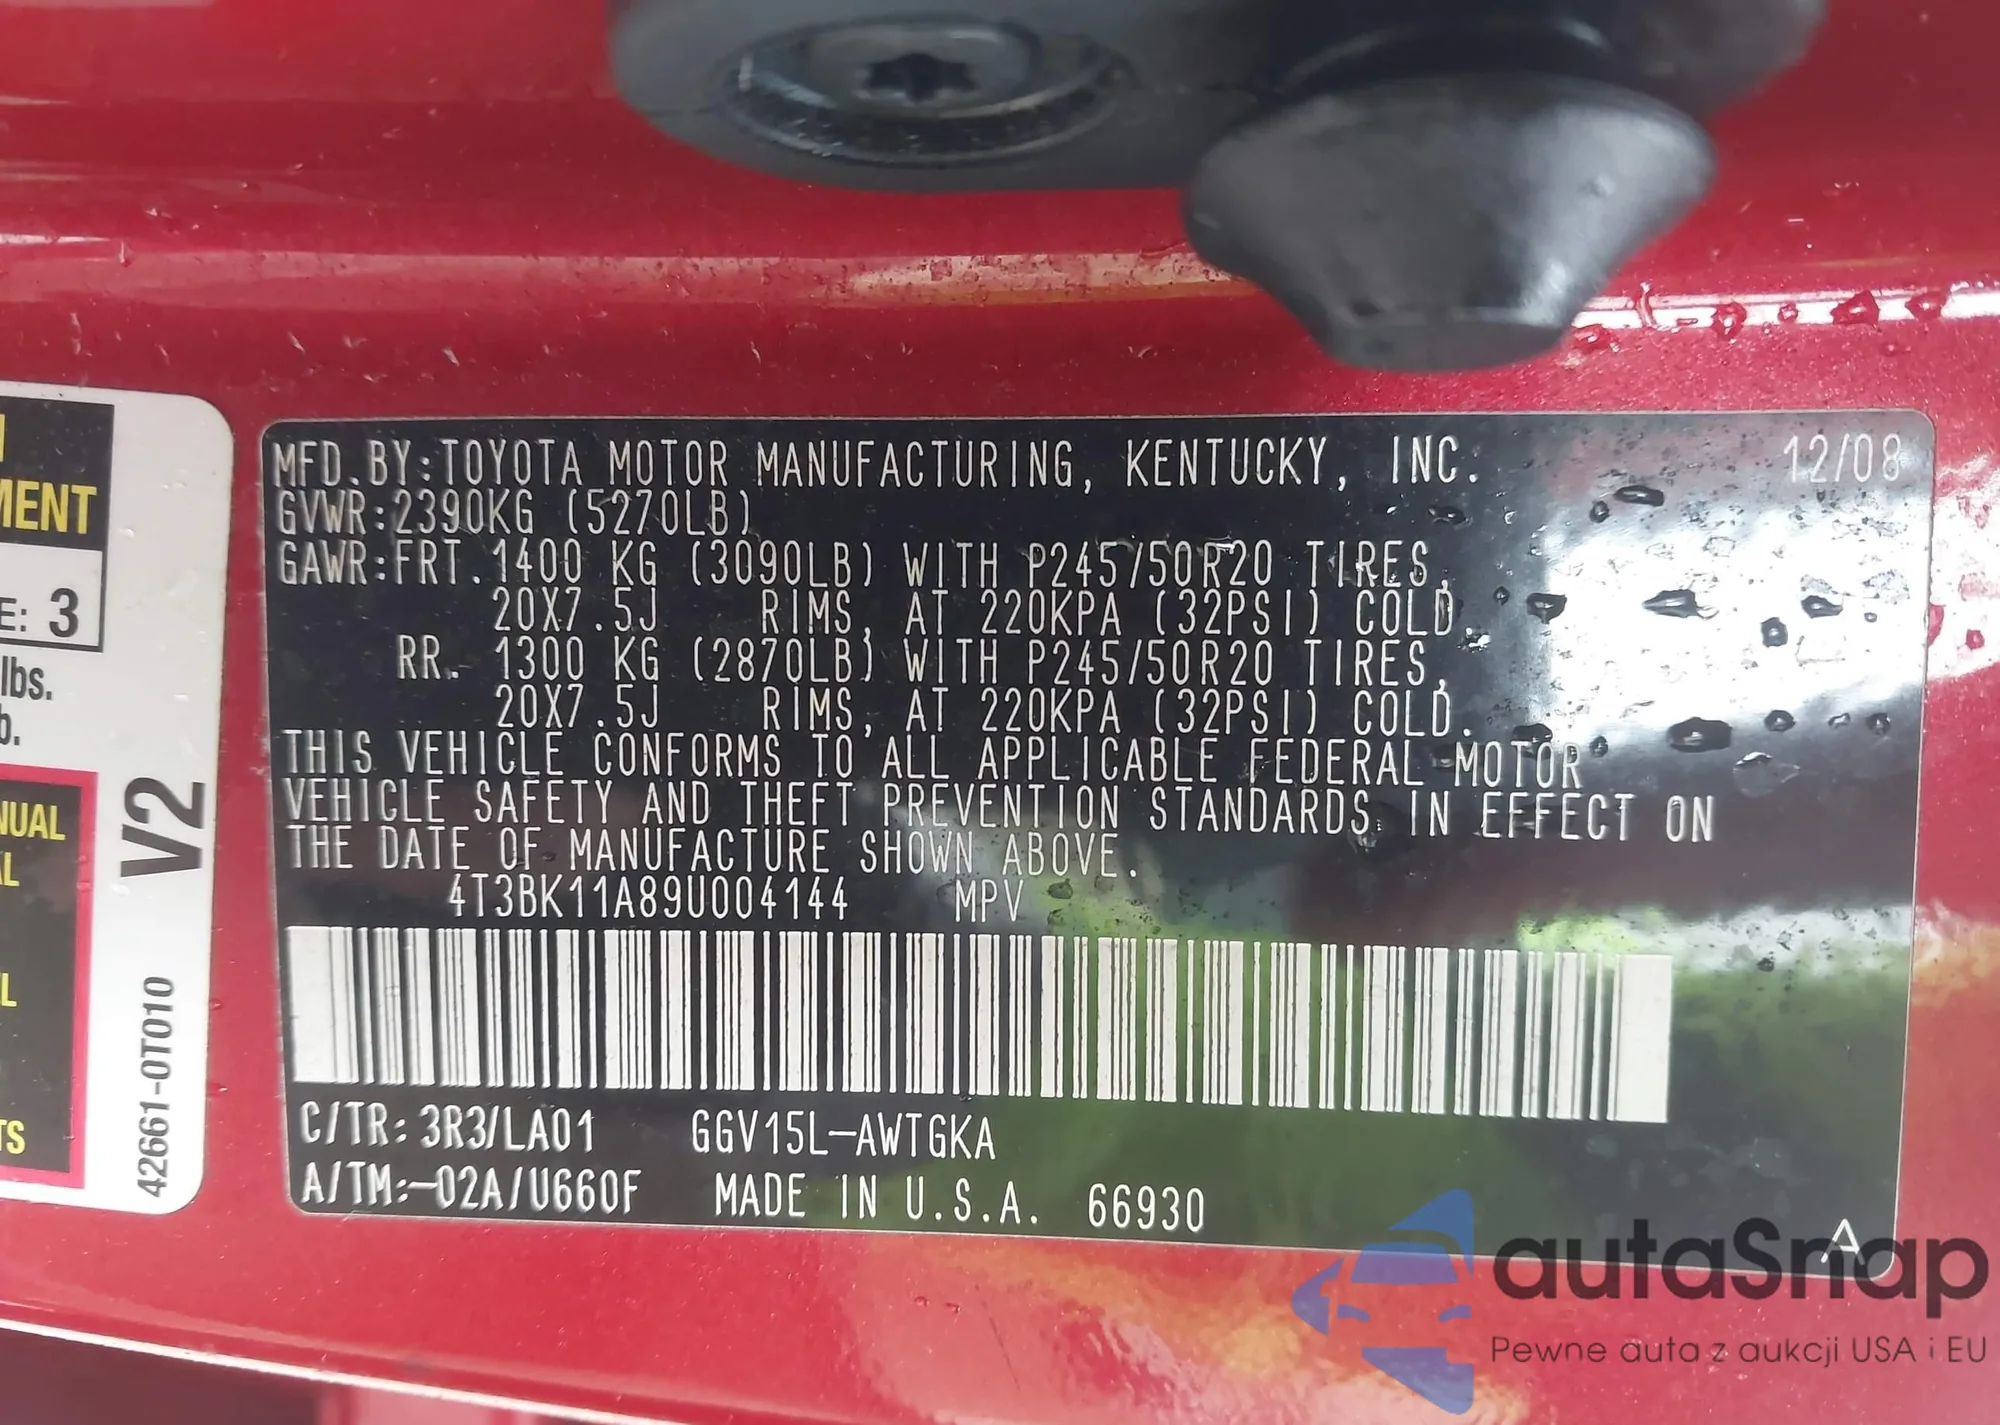 MENT
E: 3
lbs.
b.
NUAL
AL
EL
TS
V2
42661-0T010
MFD.BY:TOYOTA MOTOR MANUFACTURING, KENTUCKY, INC. 12/08
GVWR:2390KG (5270LB)
GAWR:FRT.1400 KG (3090LB) WITH P245/50R20 TIRES,
20X7.5J RIMS, AT 220KPA (32PSI) COLD.
RR. 1300 KG (2870LB) WITH P245/50R20 TIRES,
20X7.5J RIMS, AT 220KPA (32PSI) COLD.
THIS VEHICLE CONFORMS TO ALL APPLICABLE FEDERAL MOTOR
VEHICLE SAFETY AND THEFT PREVENTION STANDARDS IN EFFECT ON
THE DATE OF MANUFACTURE SHOWN ABOVE.
4T3BK11A89U004144 MPV
C/TR: 3R3/LA01 GGV15L-AWTGKA
A/TM:-02A/U660F MADE IN U.S.A. 66930
A
autaSnap
Pewne auta z aukcji USA i EU